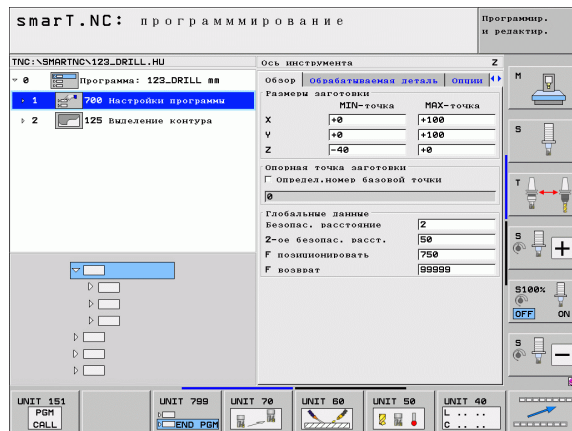 smarT.NC: программмирование
Программир.
и редактир.
TNC:\SMARTNC\123_DRILL.HU
0 Программа: 123_DRILL mm
1 700 Настройки программы
2 125 Выделение контура
Ось инструмента Z
Обзор Обрабатываемая деталь Опции
Размеры заготовки
MIN-точка MAX-точка
X +0 +100
Y +0 +100
Z -40 +0
Опорная точка заготовки
Определ.номер базовой точки
0
Глобальные данные
Безопас. расстояние 2
2-ое безопас. расст. 50
F позиционировать 750
F возврат 99999
M
S
T
S
S100%
OFF ON
S
UNIT 151
PGM
CALL
UNIT 799
END PGM
UNIT 70
UNIT 60
UNIT 50
UNIT 40
L .. ..
C .. ..